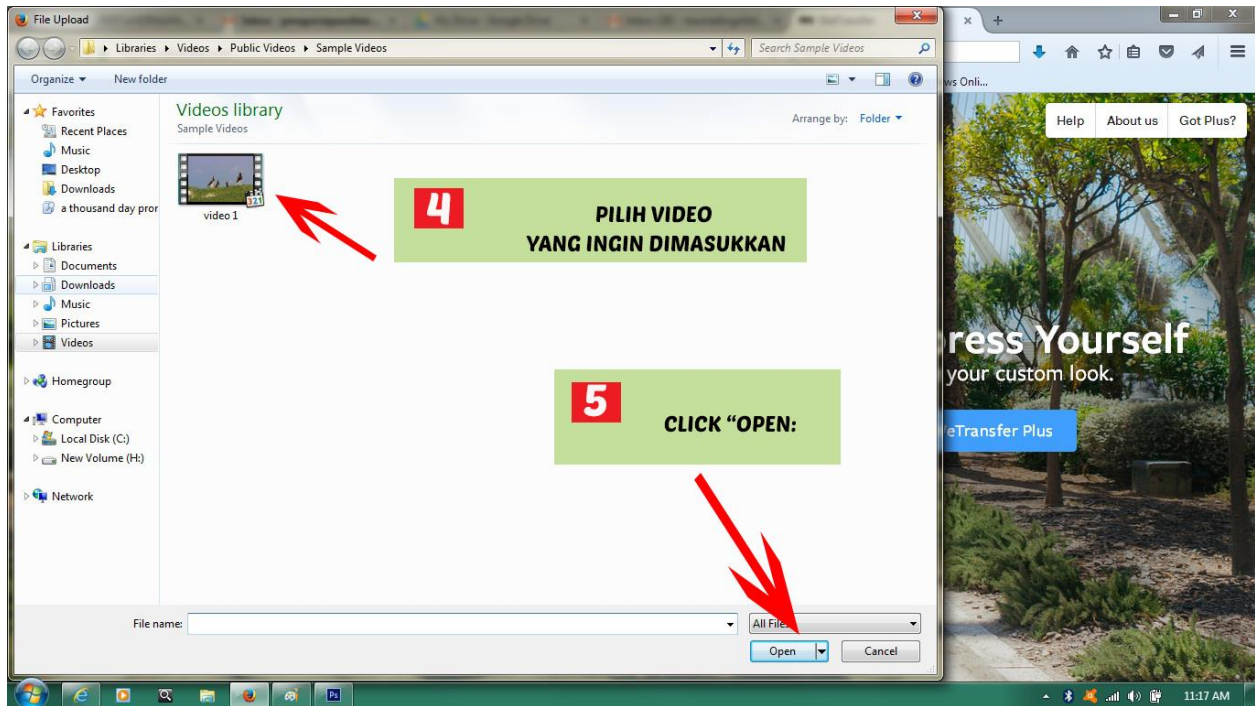 File Upload
Libraries Videos Public Videos Sample Videos
Search Sample Videos
Organize New folder
ws Onli...
Favorites
Recent Places
Music
Desktop
Downloads
a thousand day pror
Libraries
Documents
Downloads
Music
Pictures
Videos
Homegroup
Computer
Local Disk (C:)
New Volume (H:)
Network
Videos library
Sample Videos
Arrange by: Folder
321
video 1
4
PILIH VIDEO
YANG INGIN DIMASUKKAN
5
CLICK “OPEN:
File name:
All Files
Open Cancel
Help About us Got Plus?
ress Yourself
your custom look.
eTransfer Plus
Ps
11:17 AM